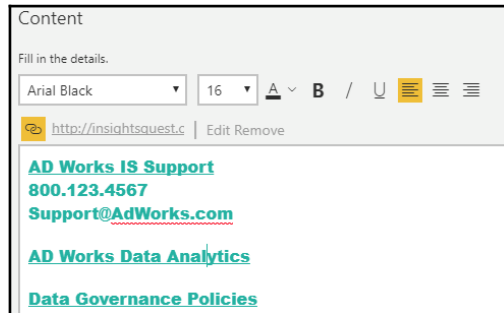 Content
Fill in the details.
Arial Black 16 A B / U
http://insightsquest.c | Edit Remove
AD Works IS Support
800.123.4567
Support@AdWorks.com
AD Works Data Analytics
Data Governance Policies